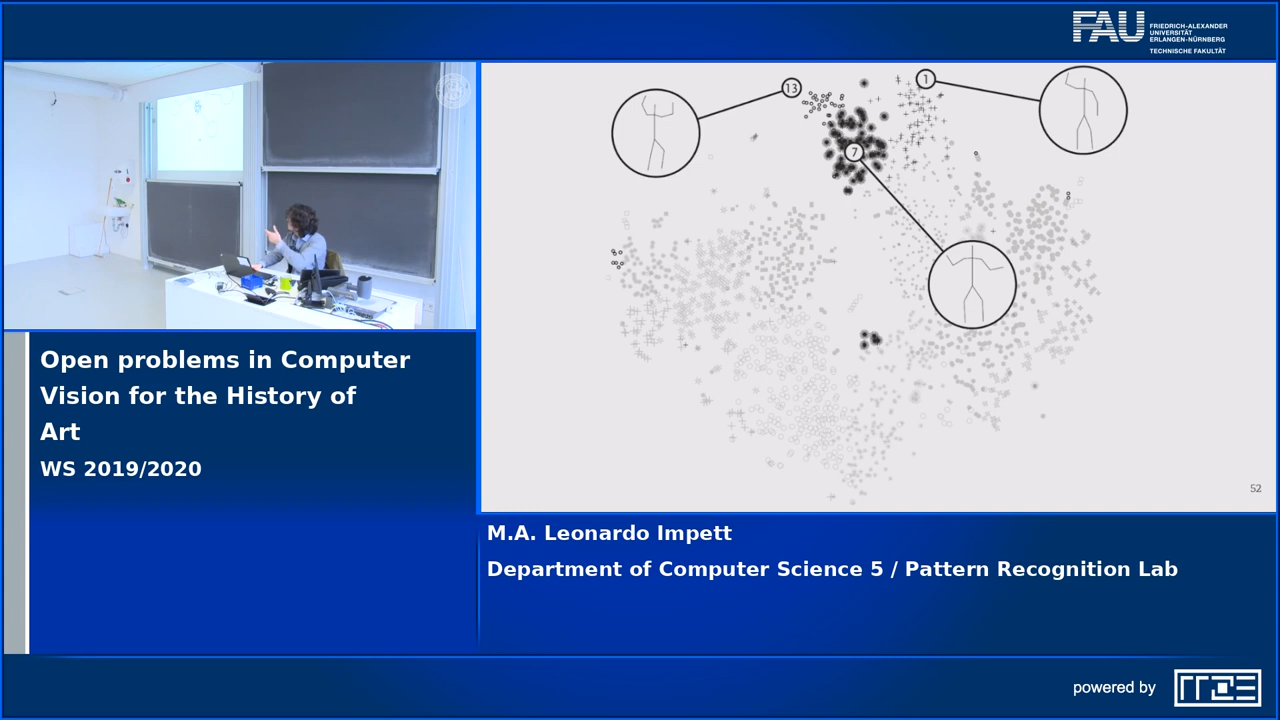 FAU
FRIEDRICH-ALEXANDER
UNIVERSITÄT
ERLANGEN-NÜRNBERG
TECHNISCHE FAKULTÄT
13
1
7
52
Open problems in Computer
Vision for the History of
Art
WS 2019/2020
M.A. Leonardo Impett
Department of Computer Science 5 / Pattern Recognition Lab
powered by
RRZE